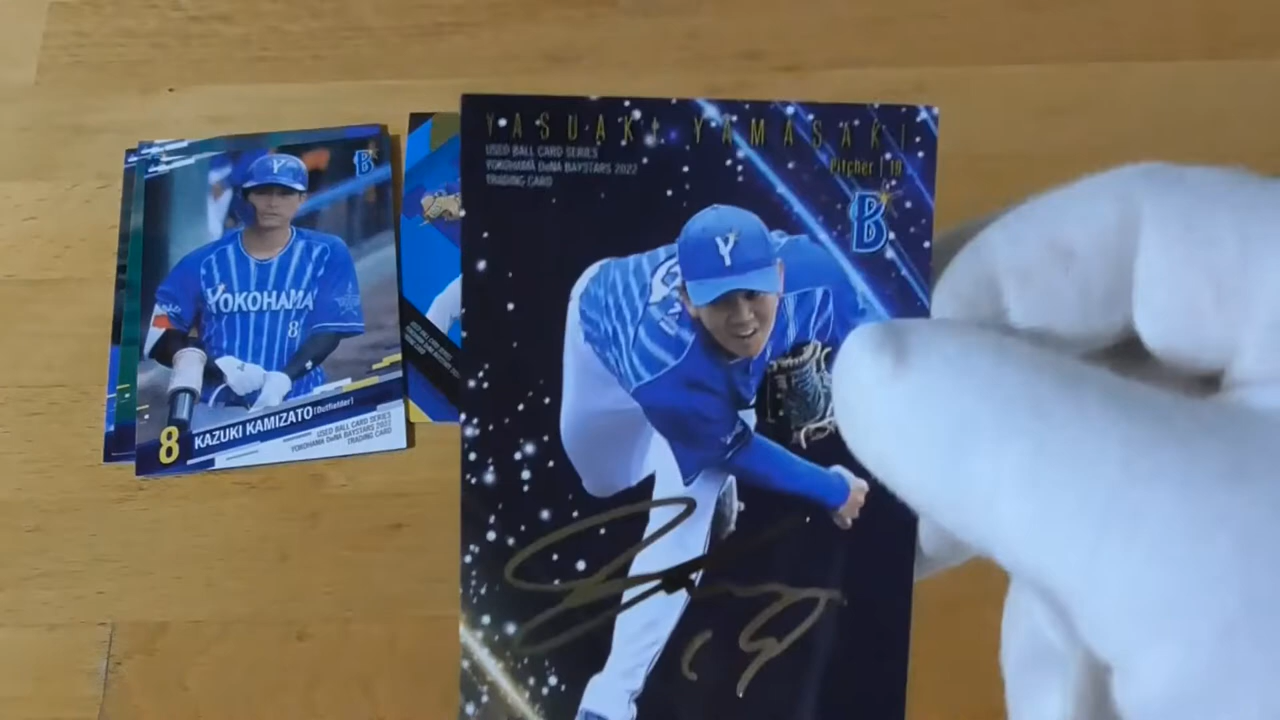 YASUAKI YAMASAKI
USED BALL CARD SERIES
YOKOHAMA DeNA BAYSTARS 2022
TRADING CARD
Pitcher | 19
B
Y
19
B
Y
YOKOHAMA
8
8 KAZUKI KAMIZATO (Outfielder)
USED BALL CARD SERIES
YOKOHAMA DeNA BAYSTARS 2022
TRADING CARD